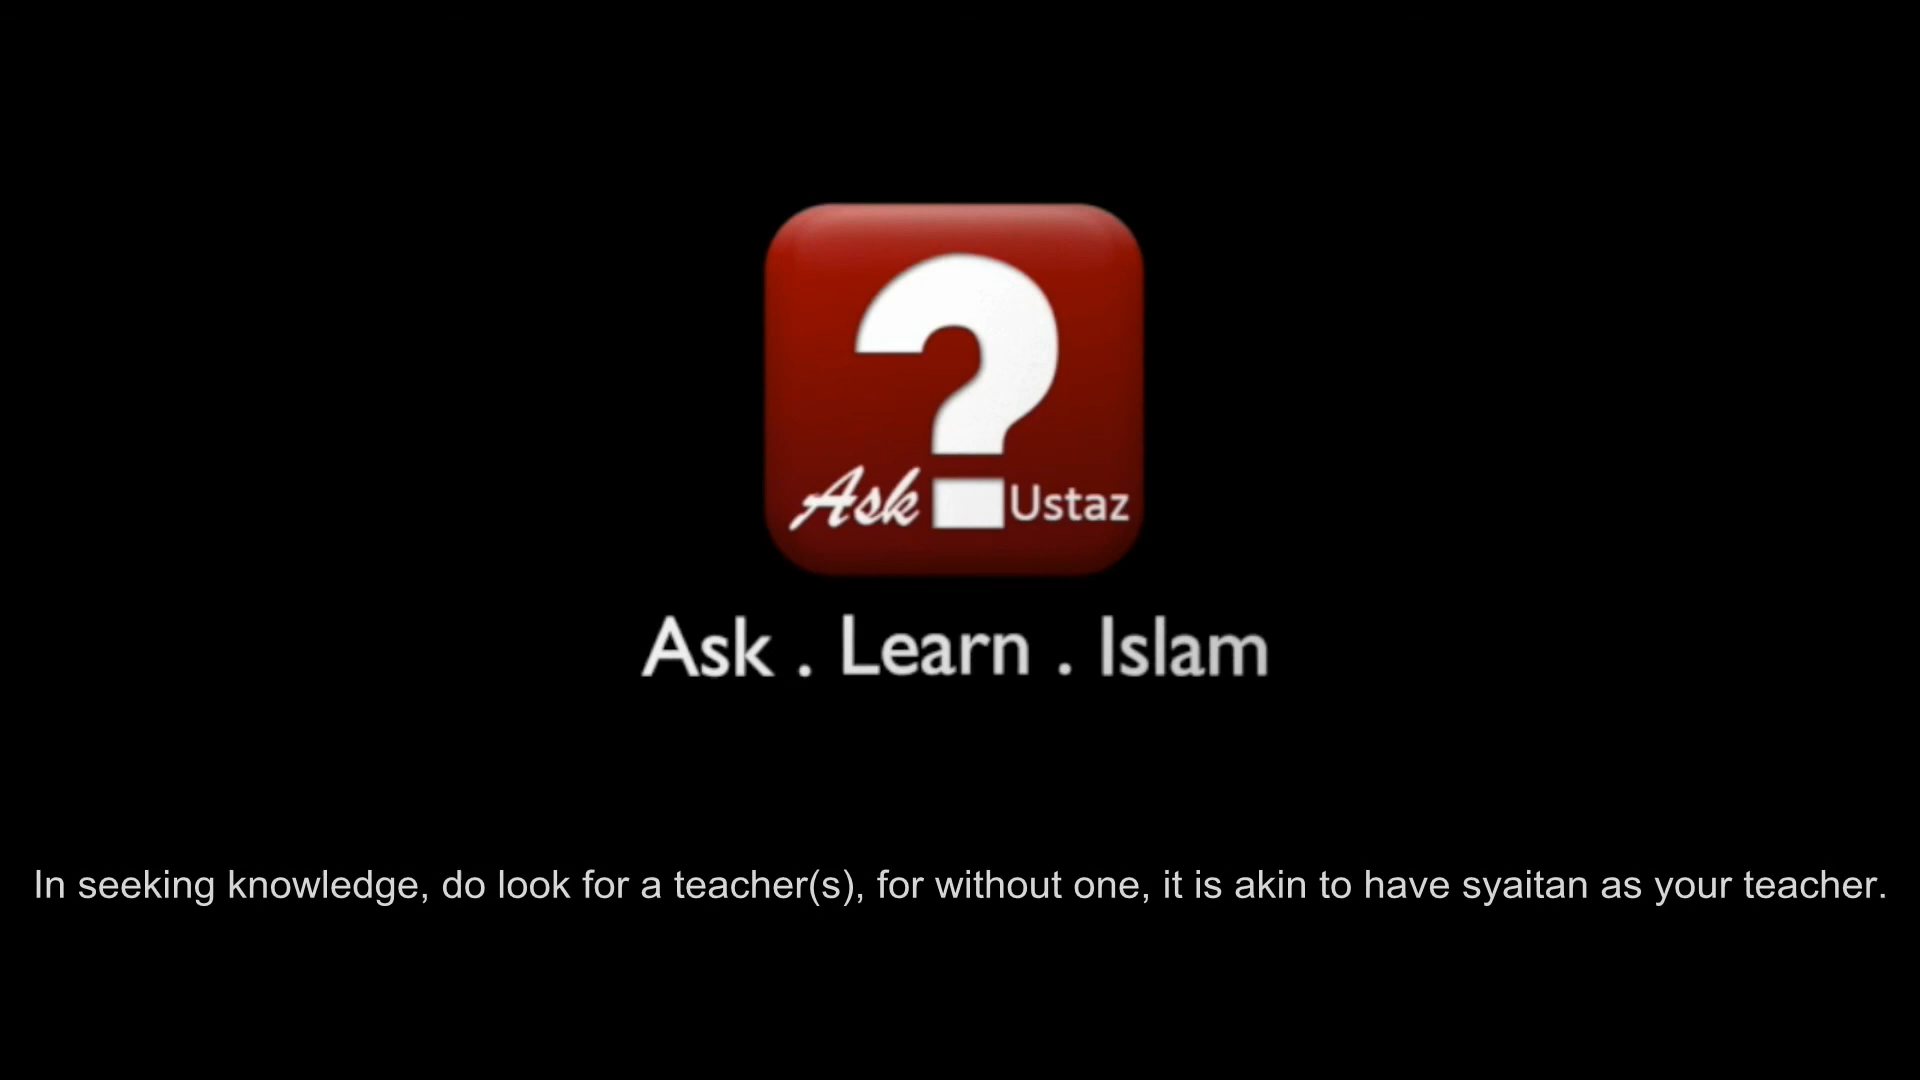 ?
Ask Ustaz
Ask . Learn . Islam
In seeking knowledge, do look for a teacher(s), for without one, it is akin to have syaitan as your teacher.